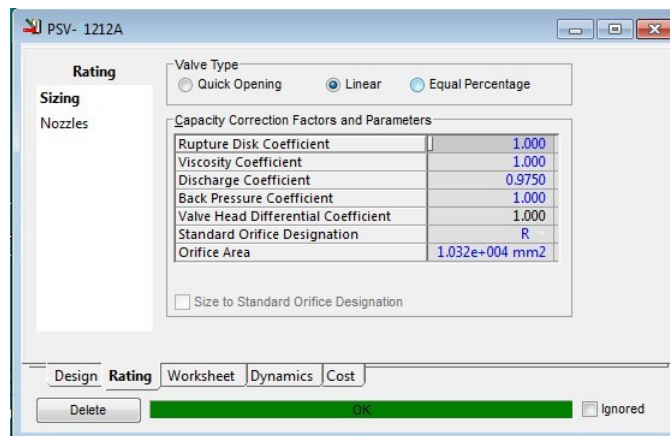 PSV- 1212A
Rating
Sizing
Nozzles
Valve Type
Quick Opening Linear Equal Percentage
Capacity Correction Factors and Parameters
Rupture Disk Coefficient 1.000
Viscosity Coefficient 1.000
Discharge Coefficient 0.9750
Back Pressure Coefficient 1.000
Valve Head Differential Coefficient 1.000
Standard Orifice Designation R
Orifice Area 1.032e+004 mm2
Size to Standard Orifice Designation
Design Rating Worksheet Dynamics Cost
Delete OK Ignored